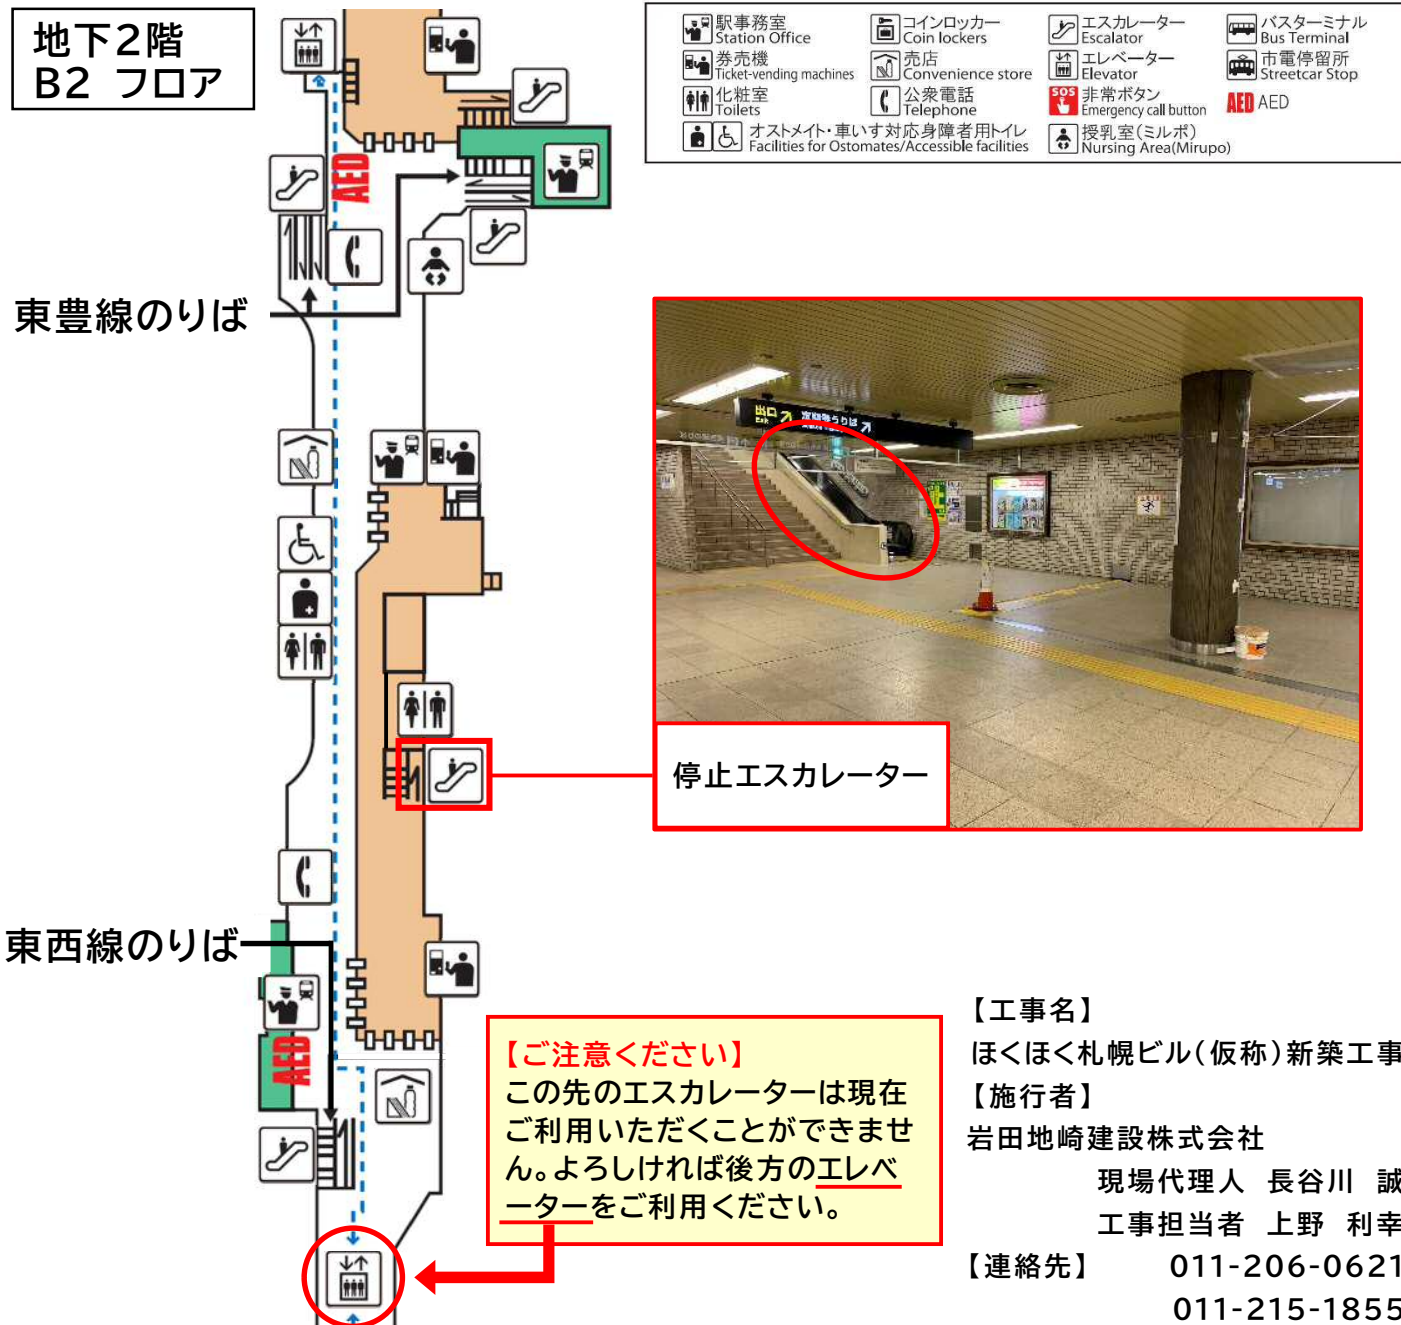 地下2階
B2 フロア
駅事務室
Station Office
コインロッカー
Coin lockers
エスカレーター
Escalator
バスターミナル
Bus Terminal
券売機
Ticket-vending machines
売店
Convenience store
エレベーター
Elevator
市電停留所
Streetcar Stop
化粧室
Toilets
公衆電話
Telephone
SOS
非常ボタン
Emergency call button
AED AED
オストメイト・車いす対応身障者用トイレ
Facilities for Ostomates/Accessible facilities
授乳室(ミルポ)
Nursing Area(Mirupo)
AED
東豊線のりば
出口
Exit
停止エスカレーター
東西線のりば
AED
【ご注意ください】
この先のエスカレーターは現在
ご利用いただくことができませ
ん。よろしければ後方のエレベ
ーターをご利用ください。
【工事名】
ほくほく札幌ビル(仮称)新築工事
【施行者】
岩田地崎建設株式会社
現場代理人 長谷川 誠
工事担当者 上野 利幸
【連絡先】 011-206-0621
011-215-1855